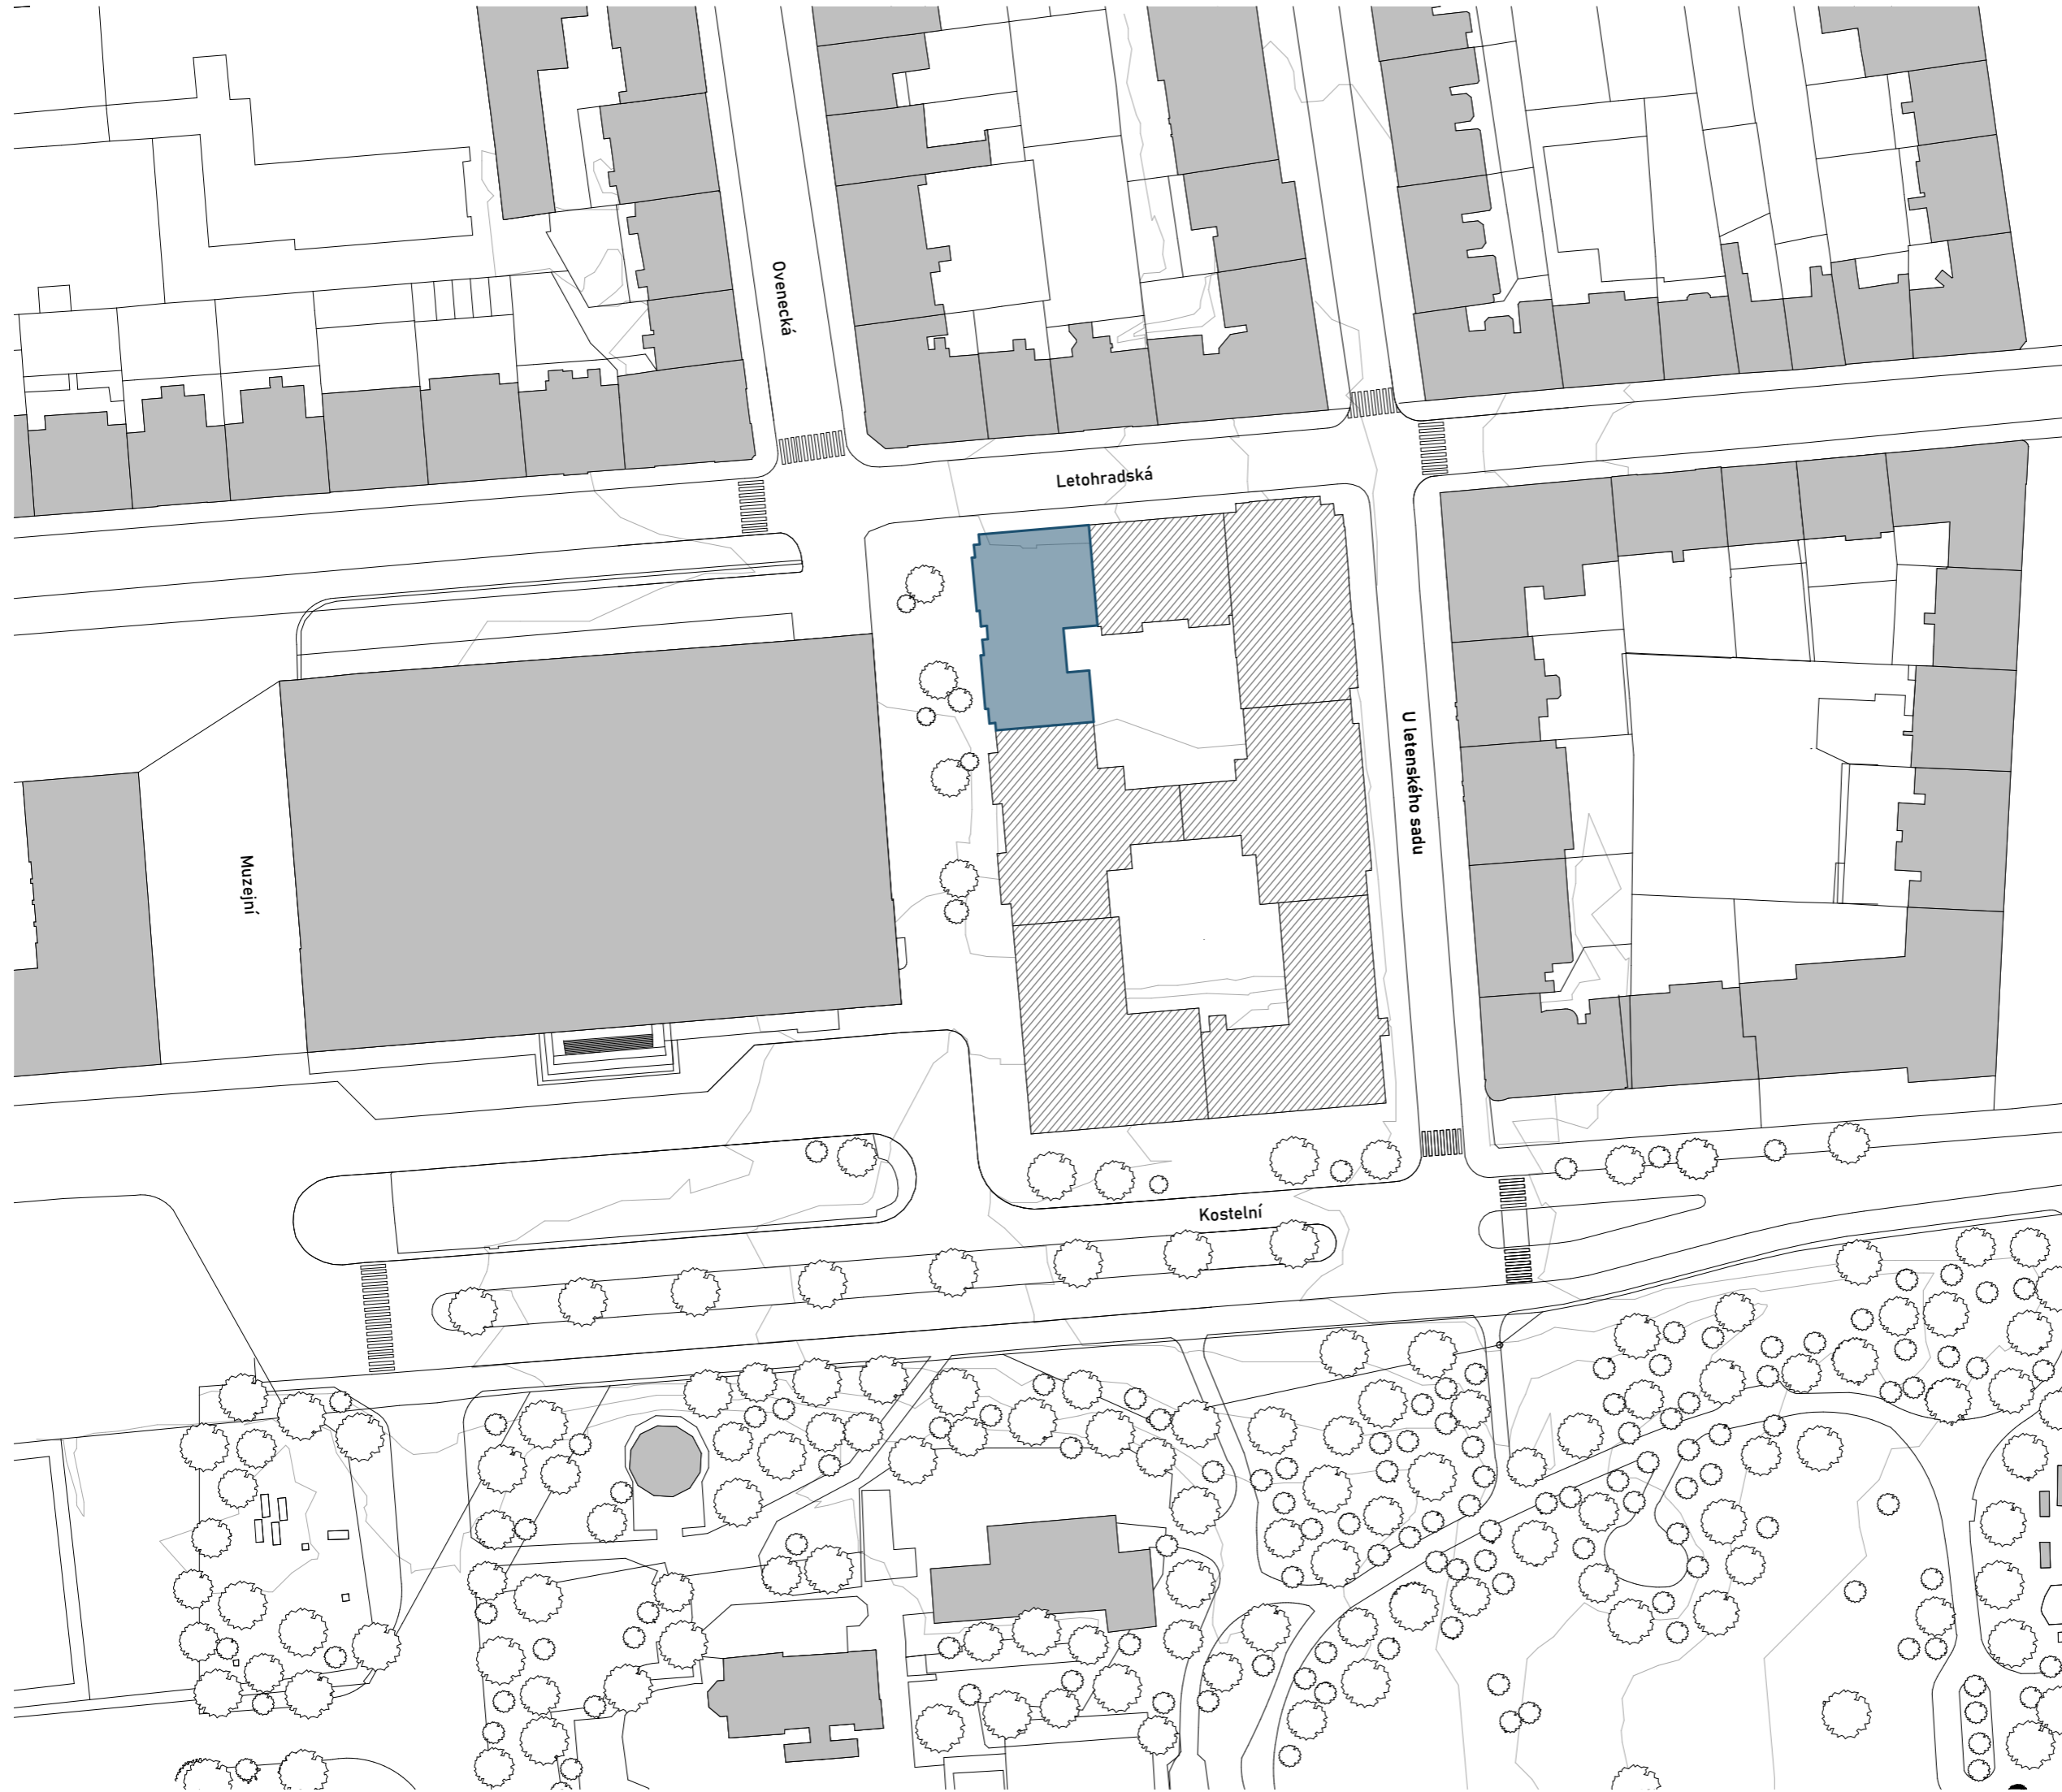 Ovenecká
Letohradská
U letenského sadu
Muzejní
Kostelní